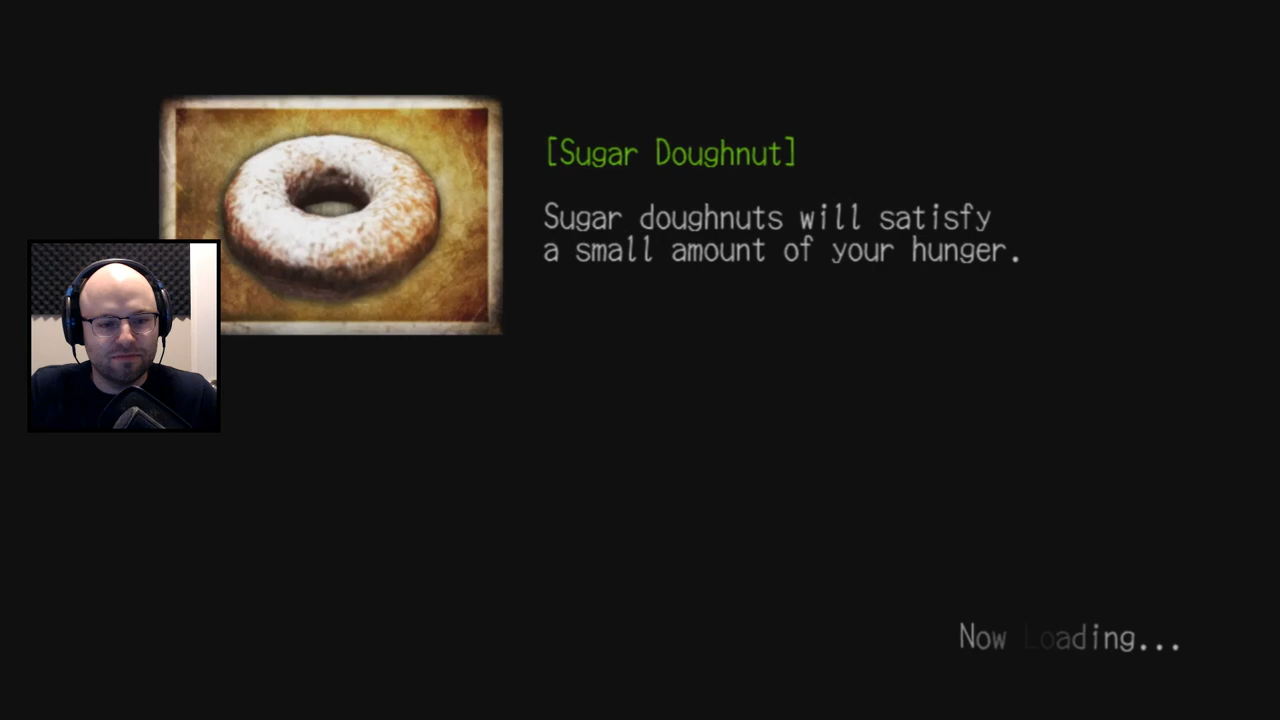 [Sugar Doughnut]
Sugar doughnuts will satisfy
a small amount of your hunger.
Now Loading...